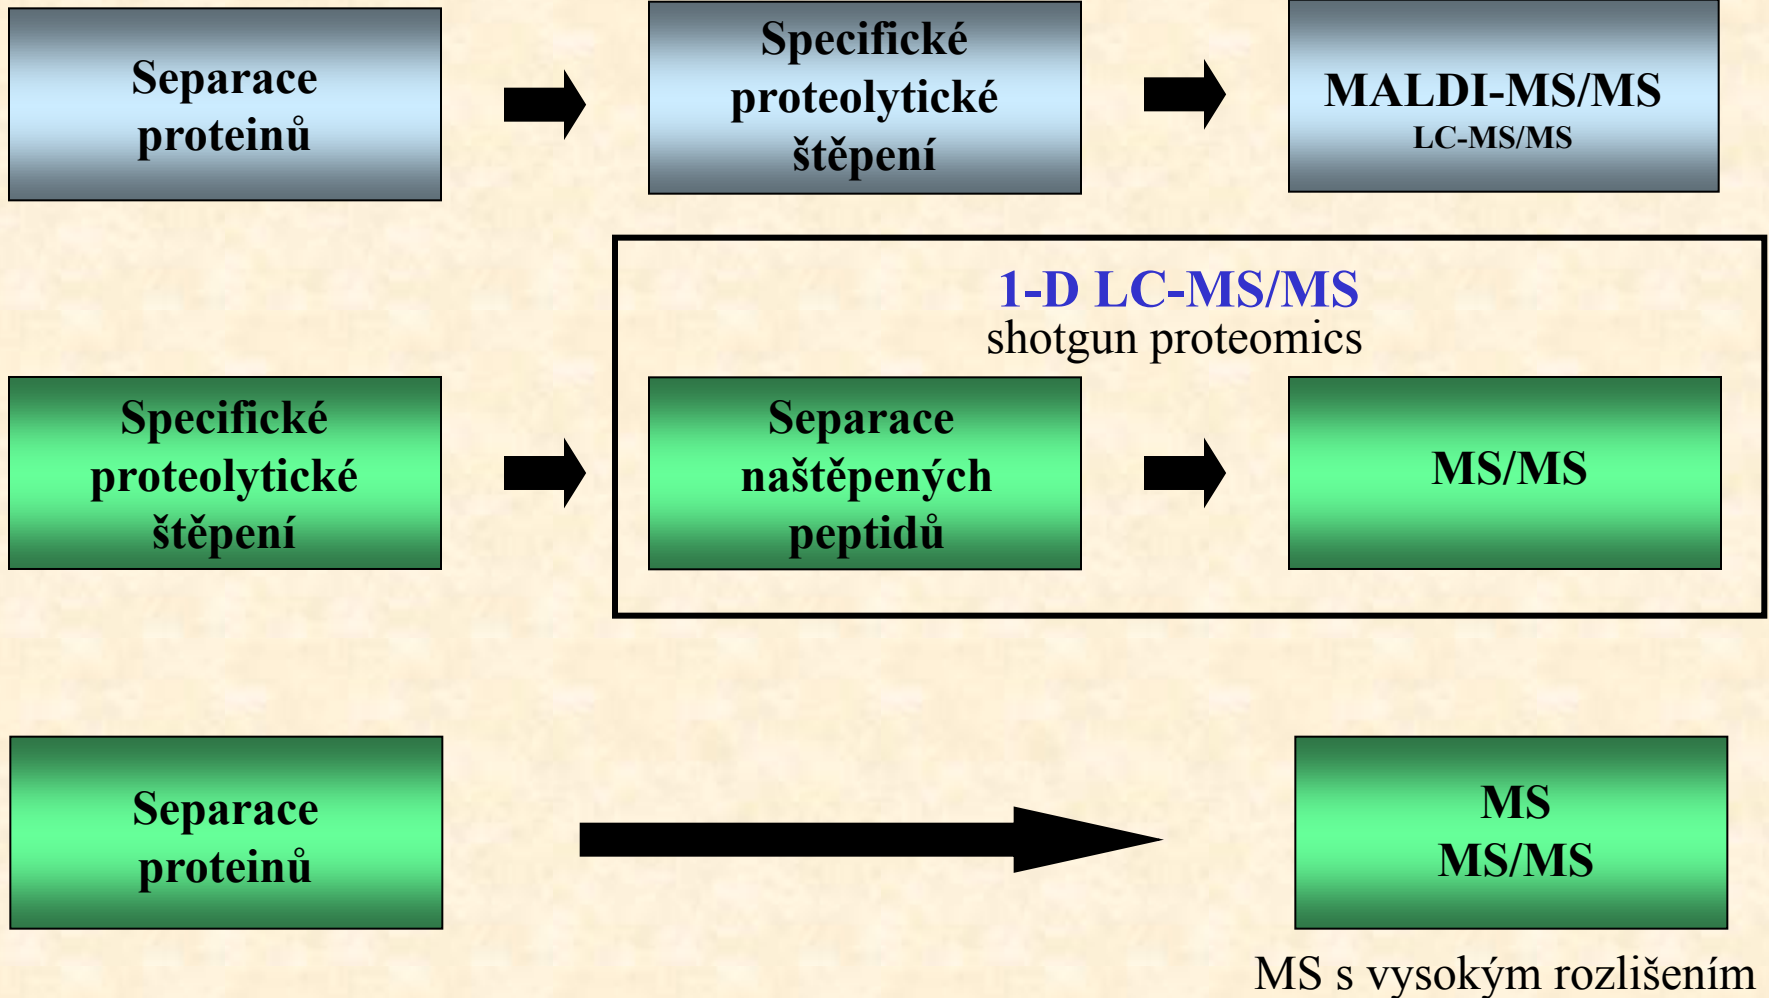 Separace
proteinů
Specifické
proteolytické
štěpení
MALDI-MS/MS
LC-MS/MS
1-D LC-MS/MS
shotgun proteomics
Specifické
proteolytické
štěpení
Separace
naštěpených
peptidů
MS/MS
Separace
proteinů
MS
MS/MS
MS s vysokým rozlišením